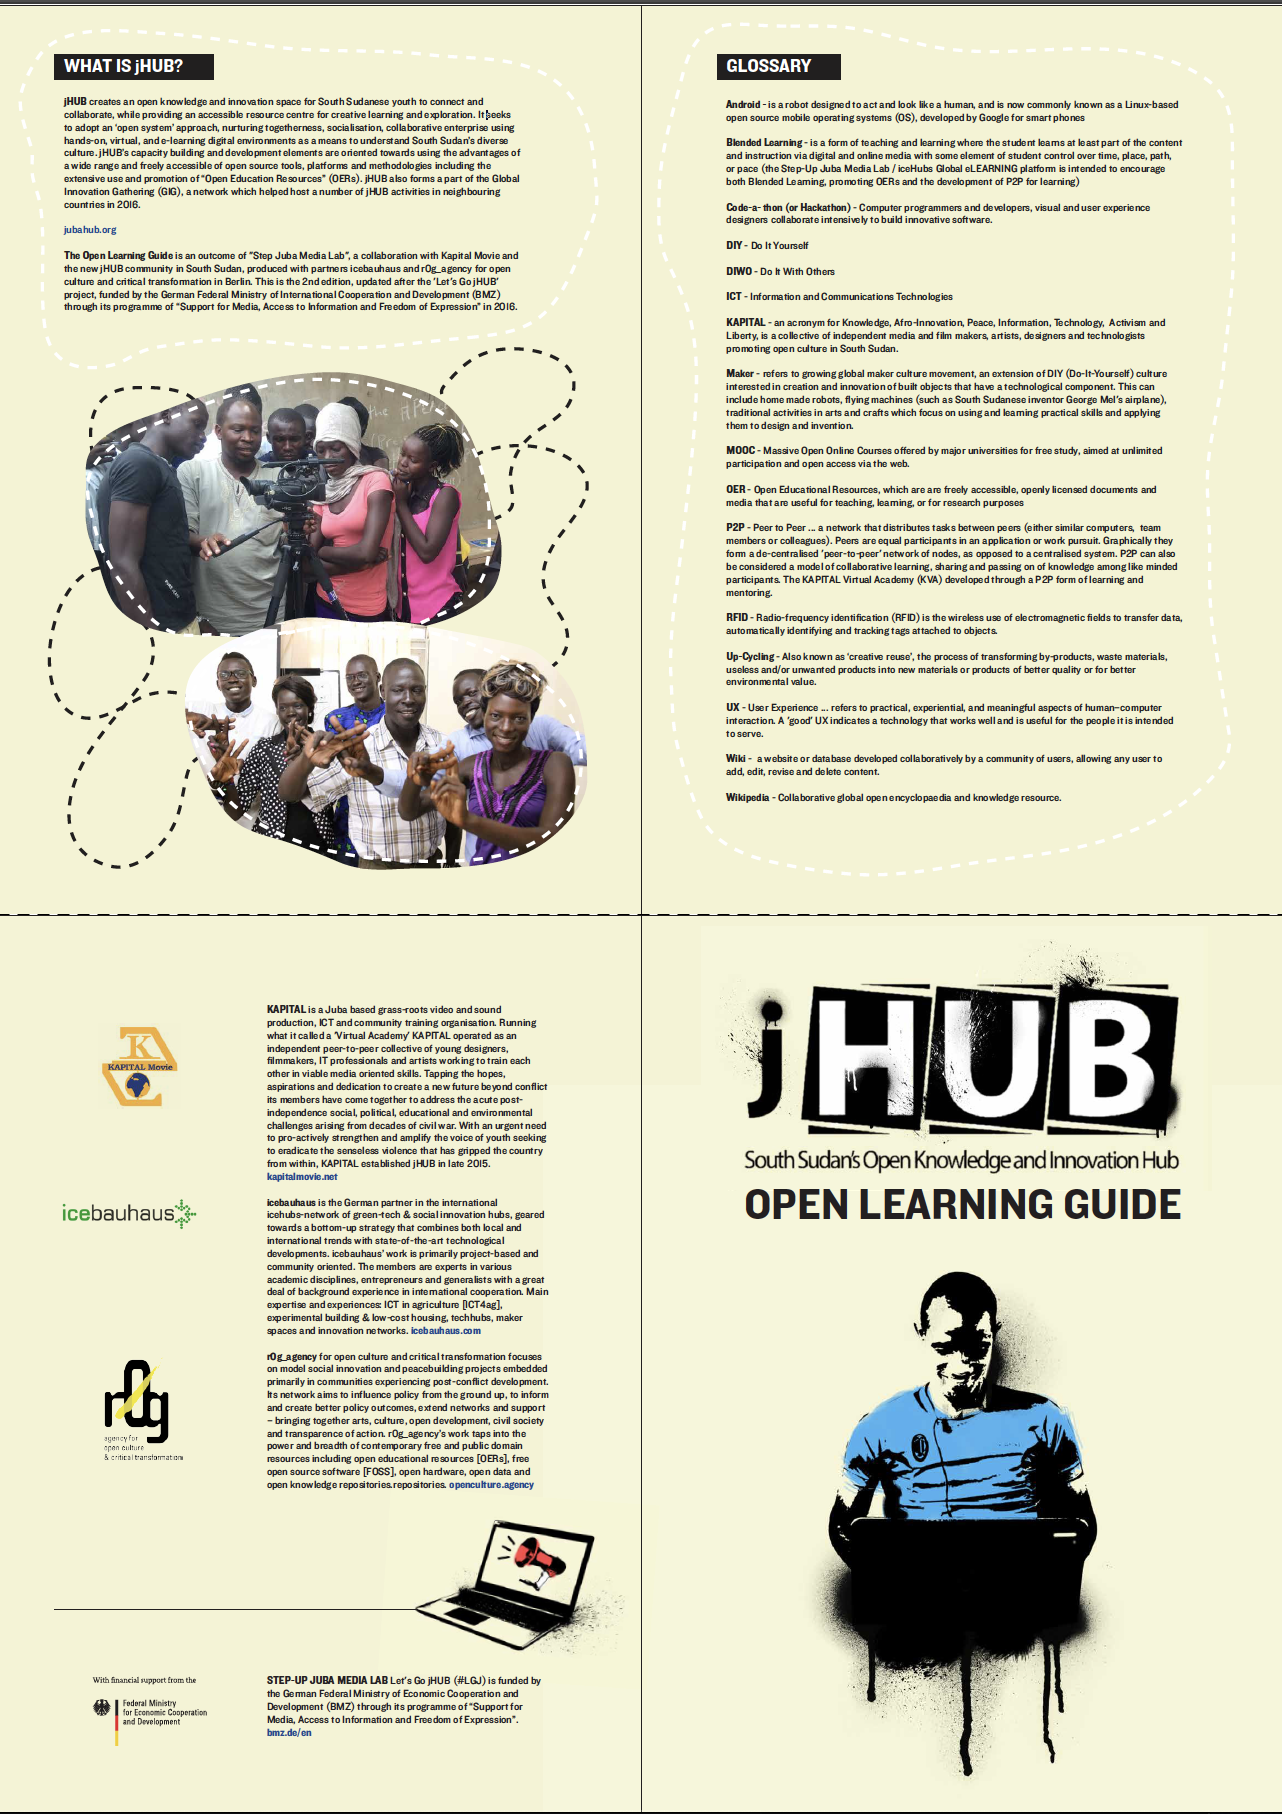 WHAT IS jHUB?
jHUB creates an open knowledge and innovation space for South Sudanese youth to connect and
collaborate, while providing an accessible resource centre for creative learning and exploration. It seeks
to adopt an ‘open system’ approach, nurturing togetherness, socialisation, collaborative enterprise using
hands-on, virtual, and e-learning digital environments as a means to understand South Sudan’s diverse
culture. jHUB’s capacity building and development elements are oriented towards using the advantages of
a wide range and freely accessible of open source tools, platforms and methodologies including the
extensive use and promotion of “Open Education Resources” (OERs). jHUB also forms a part of the Global
Innovation Gathering (GIG), a network which helped host a number of jHUB activities in neighbouring
countries in 2016.
jubahub.org
The Open Learning Guide is an outcome of “Step Juba Media Lab”, a collaboration with Kapital Movie and
the new jHUB community in South Sudan, produced with partners icebauhaus and r0g_agency for open
culture and critical transformation in Berlin. This is the 2nd edition, updated after the ‘Let’s Go jHUB’
project, funded by the German Federal Ministry of International Cooperation and Development (BMZ)
through its programme of “Support for Media, Access to Information and Freedom of Expression” in 2016.
GLOSSARY
Android - is a robot designed to act and look like a human, and is now commonly known as a Linux-based
open source mobile operating systems (OS), developed by Google for smart phones
Blended Learning - is a form of teaching and learning where the student learns at least part of the content
and instruction via digital and online media with some element of student control over time, place, path,
or pace (the Step-Up Juba Media Lab / iceHubs Global eLEARNING platform is intended to encourage
both Blended Learning, promoting OERs and the development of P2P for learning)
Code-a-thon (or Hackathon) - Computer programmers and developers, visual and user experience
designers collaborate intensively to build innovative software.
DIY - Do It Yourself
DIWO - Do It With Others
ICT - Information and Communications Technologies
KAPITAL - an acronym for Knowledge, Afro-Innovation, Peace, Information, Technology, Activism and
Liberty, is a collective of independent media and film makers, artists, designers and technologists
promoting open culture in South Sudan.
Maker - refers to growing global maker culture movement, an extension of DIY (Do-It-Yourself) culture
interested in creation and innovation of built objects that have a technological component. This can
include home made robots, flying machines (such as South Sudanese inventor George Mel’s airplane),
traditional activities in arts and crafts which focus on using and learning practical skills and applying
them to design and invention.
MOOC - Massive Open Online Courses offered by major universities for free study, aimed at unlimited
participation and open access via the web.
OER - Open Educational Resources, which are are freely accessible, openly licensed documents and
media that are useful for teaching, learning, or for research purposes
P2P - Peer to Peer ... a network that distributes tasks between peers (either similar computers, team
members or colleagues). Peers are equal participants in an application or work pursuit. Graphically they
form a de-centralised ‘peer-to-peer’ network of nodes, as opposed to a centralised system. P2P can also
be considered a model of collaborative learning, sharing and passing on of knowledge among like minded
participants. The KAPITAL Virtual Academy (KVA) developed through a P2P form of learning and
mentoring.
RFID - Radio-frequency identification (RFID) is the wireless use of electromagnetic fields to transfer data,
automatically identifying and tracking tags attached to objects.
Up-Cycling - Also known as ‘creative reuse’, the process of transforming by-products, waste materials,
useless and/or unwanted products into new materials or products of better quality or for better
environmental value.
UX - User Experience ... refers to practical, experiential, and meaningful aspects of human–computer
interaction. A ‘good’ UX indicates a technology that works well and is useful for the people it is intended
to serve.
Wiki - a website or database developed collaboratively by a community of users, allowing any user to
add, edit, revise and delete content.
Wikipedia - Collaborative global open encyclopaedia and knowledge resource.
K
KAPITAL Movie
KAPITAL is a Juba based grass-roots video and sound
production, ICT and community training organisation. Running
what it called a ‘Virtual Academy’ KAPITAL operated as an
independent peer-to-peer collective of young designers,
filmmakers, IT professionals and artists working to train each
other in viable media oriented skills. Tapping the hopes,
aspirations and dedication to create a new future beyond conflict
its members have come together to address the acute post-
independence social, political, educational and environmental
challenges arising from decades of civil war. With an urgent need
to pro-actively strengthen and amplify the voice of youth seeking
to eradicate the senseless violence that has gripped the country
from within, KAPITAL established jHUB in late 2015.
kapitalmovie.net
icebauhaus
icebauhaus is the German partner in the international
icehubs-network of green-tech & social innovation hubs, geared
towards a bottom-up strategy that combines both local and
international trends with state-of-the-art technological
developments. icebauhaus’ work is primarily project-based and
community oriented. The members are experts in various
academic disciplines, entrepreneurs and generalists with a great
deal of background experience in international cooperation. Main
expertise and experiences: ICT in agriculture [ICT4ag],
experimental building & low-cost housing, techhubs, maker
spaces and innovation networks. icebauhaus.com
r0g
agency for
open culture
& critical transformation
r0g_agency for open culture and critical transformation focuses
on model social innovation and peacebuilding projects embedded
primarily in communities experiencing post-conflict development.
Its network aims to influence policy from the ground up, to inform
and create better policy outcomes, extend networks and support
– bringing together arts, culture, open development, civil society
and transparence of action. r0g_agency’s work taps into the
power and breadth of contemporary free and public domain
resources including open educational resources [OERs], free
open source software [FOSS], open hardware, open data and
open knowledge repositories.repositories. openculture.agency
With financial support from the
Federal Ministry
for Economic Cooperation
and Development
STEP-UP JUBA MEDIA LAB Let’s Go jHUB (#LGJ) is funded by
the German Federal Ministry of Economic Cooperation and
Development (BMZ) through its programme of “Support for
Media, Access to Information and Freedom of Expression”.
bmz.de/en
jHUB
South Sudan’s Open Knowledge and Innovation Hub
OPEN LEARNING GUIDE